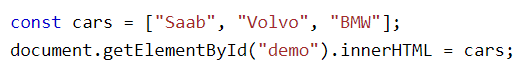 const cars = ["Saab", "Volvo", "BMW"];
document.getElementById("demo").innerHTML = cars;